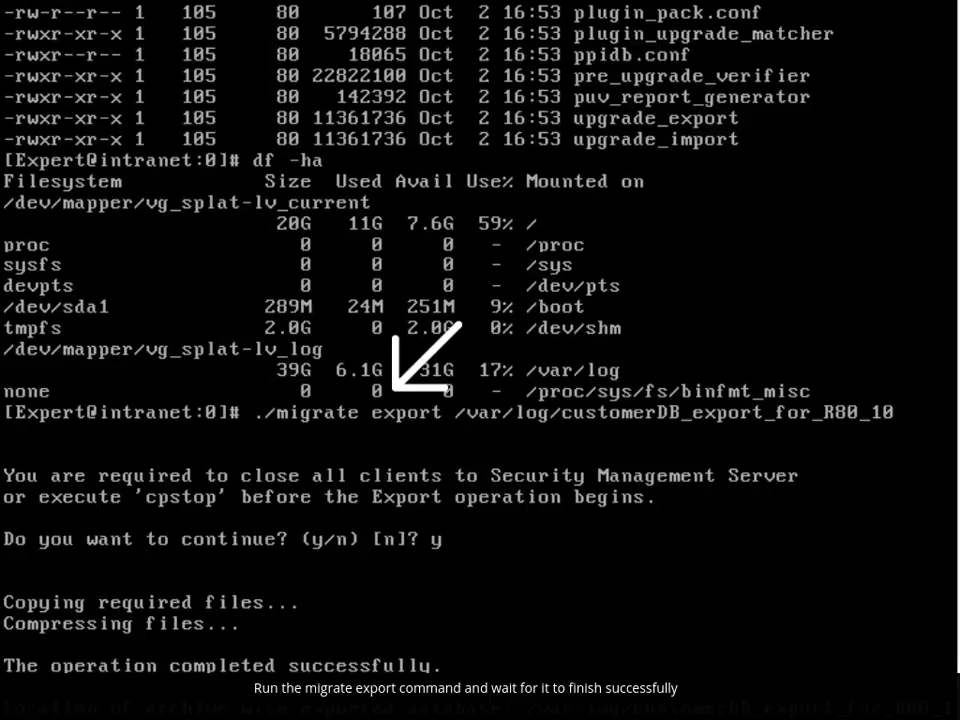 -rw-r--r-- 1 105 80 107 Oct 2 16:53 plugin_pack.conf
-rwxr-xr-x 1 105 80 5794288 Oct 2 16:53 plugin_upgrade_matcher
-rwxr-xr-x 1 105 80 18065 Oct 2 16:53 ppidb.conf
-rwxr-xr-x 1 105 80 22822100 Oct 2 16:53 pre_upgrade_verifier
-rwxr-xr-x 1 105 80 142392 Oct 2 16:53 puv_report_generator
-rwxr-xr-x 1 105 80 11361736 Oct 2 16:53 upgrade_export
-rwxr-xr-x 1 105 80 11361736 Oct 2 16:53 upgrade_import
[Expert@intranet:0]# df -ha
Filesystem Size Used Avail Use% Mounted on
/dev/mapper/vg_splat-lv_current
20G 11G 7.6G 59% /
proc 0 0 0 - /proc
sysfs 0 0 0 - /sys
devpts 0 0 0 - /dev/pts
/dev/sda1 289M 24M 251M 9% /boot
tmpfs 2.0G 0 2.0G 0% /dev/shm
/dev/mapper/vg_splat-lv_log
39G 6.1G 31G 17% /var/log
none 0 0 0 - /proc/sys/fs/binfmt_misc
[Expert@intranet:0]# ./migrate export /var/log/customerDB_export_for_R80_10
You are required to close all clients to Security Management Server
or execute 'cpstop' before the Export operation begins.
Do you want to continue? (y/n) [n]? y
Copying required files...
Compressing files...
The operation completed successfully.
Run the migrate export command and wait for it to finish successfully